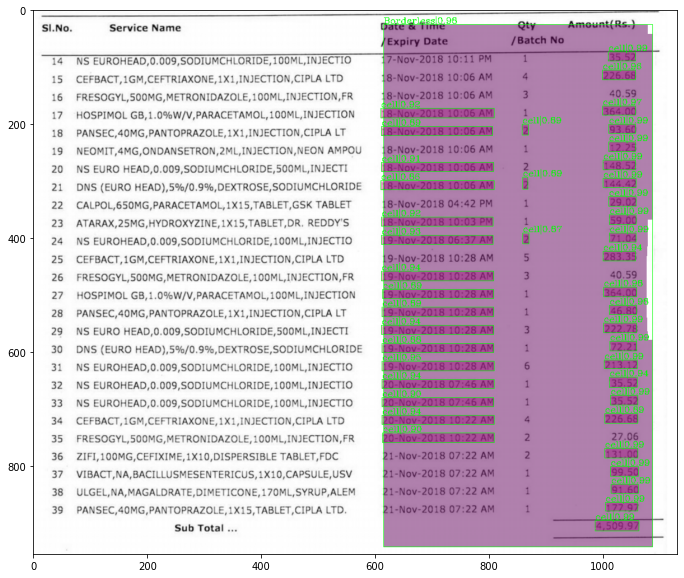 Borderless 0.96
Sl.No. Service Name Date & Time Qty Amount(Rs.)
/Expiry Date /Batch No
14 NS EUROHEAD,0.009,SODIUMCHLORIDE,100ML,INJECTIO 17-Nov-2018 10:11 PM 1 35.52
15 CEFBACT,1GM,CEFTRIAXONE,1X1,INJECTION,CIPLA LTD 18-Nov-2018 10:06 AM 4 226.68
16 FRESOGYL,500MG,METRONIDAZOLE,100ML,INJECTION,FR 18-Nov-2018 10:06 AM 3 40.59
17 HOSPIMOL GB,1.0%W/V,PARACETAMOL,100ML,INJECTION 18-Nov-2018 10:06 AM 1 364.00
18 PANSEC,40MG,PANTOPRAZOLE,1X1,INJECTION,CIPLA LT 18-Nov-2018 10:06 AM 2 93.60
19 NEOMIT,4MG,ONDANSETRON,2ML,INJECTION,NEON AMPOU 18-Nov-2018 10:06 AM 1 12.25
20 NS EURO HEAD,0.009,SODIUMCHLORIDE,500ML,INJECTI 18-Nov-2018 10:06 AM 2 148.52
21 DNS (EURO HEAD),5%/0.9%,DEXTROSE,SODIUMCHLORIDE 18-Nov-2018 10:06 AM 2 144.42
22 CALPOL,650MG,PARACETAMOL,1X15,TABLET,GSK TABLET 18-Nov-2018 04:42 PM 1 29.02
23 ATARAX,25MG,HYDROXYZINE,1X15,TABLET,DR. REDDY'S 18-Nov-2018 10:03 PM 1 59.00
24 NS EUROHEAD,0.009,SODIUMCHLORIDE,100ML,INJECTIO 19-Nov-2018 06:37 AM 2 71.04
25 CEFBACT,1GM,CEFTRIAXONE,1X1,INJECTION,CIPLA LTD 19-Nov-2018 10:28 AM 5 283.35
26 FRESOGYL,500MG,METRONIDAZOLE,100ML,INJECTION,FR 19-Nov-2018 10:28 AM 3 40.59
27 HOSPIMOL GB,1.0%W/V,PARACETAMOL,100ML,INJECTION 19-Nov-2018 10:28 AM 1 364.00
28 PANSEC,40MG,PANTOPRAZOLE,1X1,INJECTION,CIPLA LT 19-Nov-2018 10:28 AM 1 46.80
29 NS EURO HEAD,0.009,SODIUMCHLORIDE,500ML,INJECTI 19-Nov-2018 10:28 AM 3 222.78
30 DNS (EURO HEAD),5%/0.9%,DEXTROSE,SODIUMCHLORIDE 19-Nov-2018 10:28 AM 1 72.21
31 NS EUROHEAD,0.009,SODIUMCHLORIDE,100ML,INJECTIO 19-Nov-2018 10:28 AM 6 213.12
32 NS EUROHEAD,0.009,SODIUMCHLORIDE,100ML,INJECTIO 20-Nov-2018 07:46 AM 1 35.52
33 NS EUROHEAD,0.009,SODIUMCHLORIDE,100ML,INJECTIO 20-Nov-2018 07:46 AM 1 35.52
34 CEFBACT,1GM,CEFTRIAXONE,1X1,INJECTION,CIPLA LTD 20-Nov-2018 10:22 AM 4 226.68
35 FRESOGYL,500MG,METRONIDAZOLE,100ML,INJECTION,FR 20-Nov-2018 10:22 AM 2 27.06
36 ZIFI,100MG,CEFIXIME,1X10,DISPERSIBLE TABLET,FDC 21-Nov-2018 07:22 AM 2 131.00
37 VIBACT,NA,BACILLUSMESENTERICUS,1X10,CAPSULE,USV 21-Nov-2018 07:22 AM 1 99.50
38 ULGEL,NA,MAGALDRATE,DIMETICONE,170ML,SYRUP,ALEM 21-Nov-2018 07:22 AM 1 91.60
39 PANSEC,40MG,PANTOPRAZOLE,1X15,TABLET,CIPLA LTD. 21-Nov-2018 07:22 AM 1 177.97
Sub Total ... 4,509.97
0
200
400
600
800
0 200 400 600 800 1000